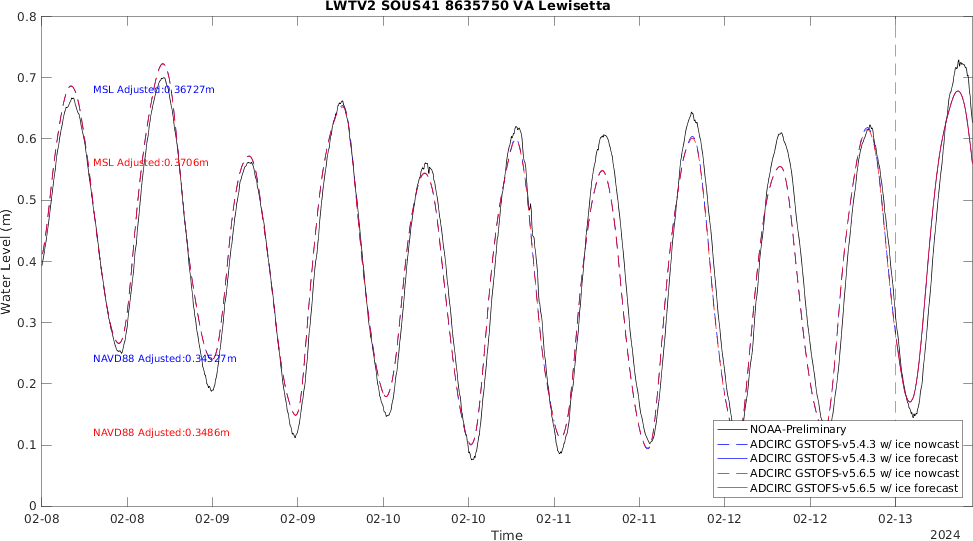 LWTV2 SOUS41 8635750 VA Lewisetta
Water Level (m)
0.8
0.7
0.6
0.5
0.4
0.3
0.2
0.1
0
MSL Adjusted:0.36727m
MSL Adjusted:0.3706m
NAVD88 Adjusted:0.34527m
NAVD88 Adjusted:0.3486m
NOAA-Preliminary
ADCIRC GSTOFS-v5.4.3 w/ ice nowcast
ADCIRC GSTOFS-v5.4.3 w/ ice forecast
ADCIRC GSTOFS-v5.6.5 w/ ice nowcast
ADCIRC GSTOFS-v5.6.5 w/ ice forecast
02-08 02-08 02-09 02-09 02-10 02-10 02-11 02-11 02-12 02-12 02-13
Time
2024